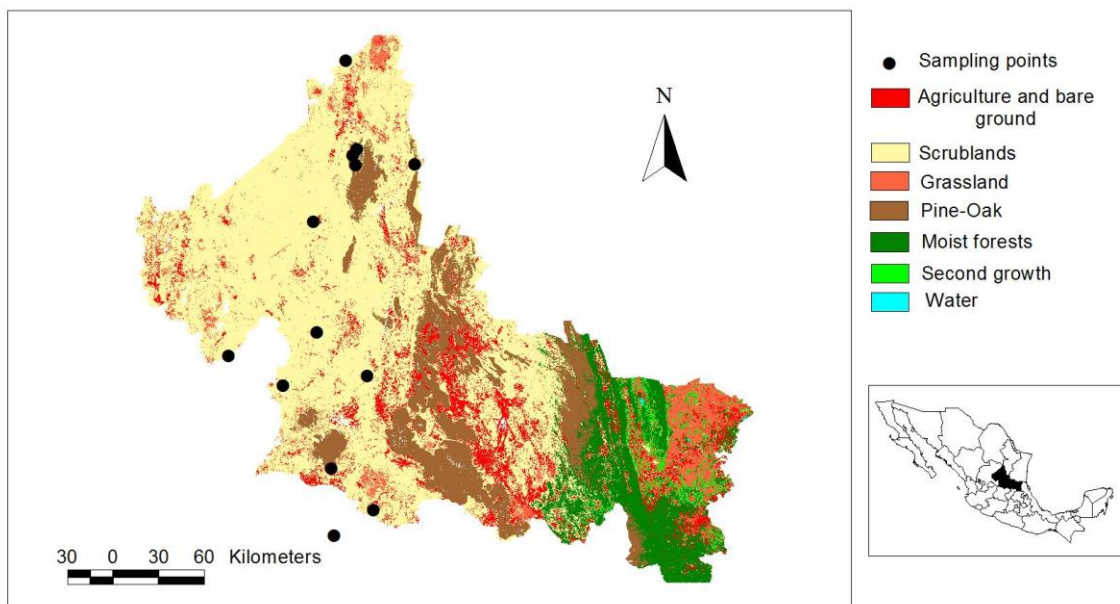 N
30 0 30 60 Kilometers
Sampling points
Agriculture and bare
ground
Scrublands
Grassland
Pine-Oak
Moist forests
Second growth
Water